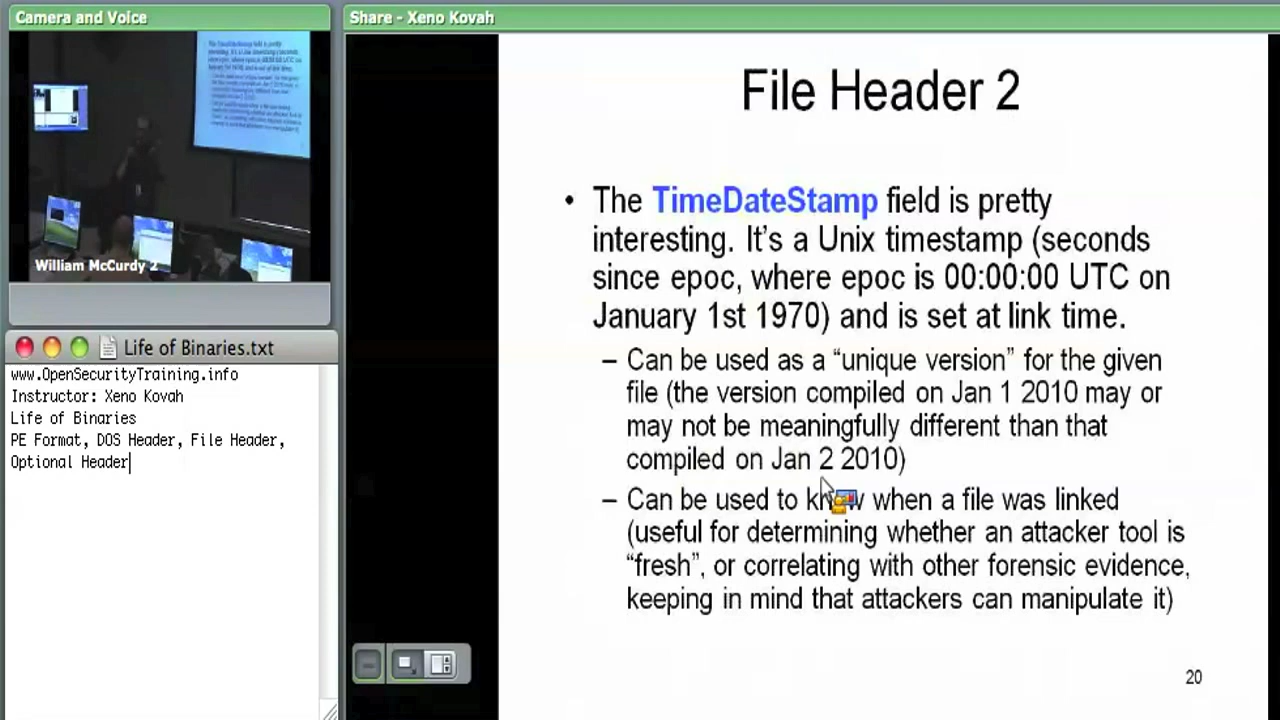 Camera and Voice
William McCurdy 2
Life of Binaries.txt
www.OpenSecurityTraining.info
Instructor: Xeno Kovah
Life of Binaries
PE Format, DOS Header, File Header,
Optional Header
Share - Xeno Kovah
File Header 2
• The TimeDateStamp field is pretty
interesting. It's a Unix timestamp (seconds
since epoc, where epoc is 00:00:00 UTC on
January 1st 1970) and is set at link time.
– Can be used as a “unique version” for the given
file (the version compiled on Jan 1 2010 may or
may not be meaningfully different than that
compiled on Jan 2 2010)
– Can be used to know when a file was linked
(useful for determining whether an attacker tool is
“fresh”, or correlating with other forensic evidence,
keeping in mind that attackers can manipulate it)
20